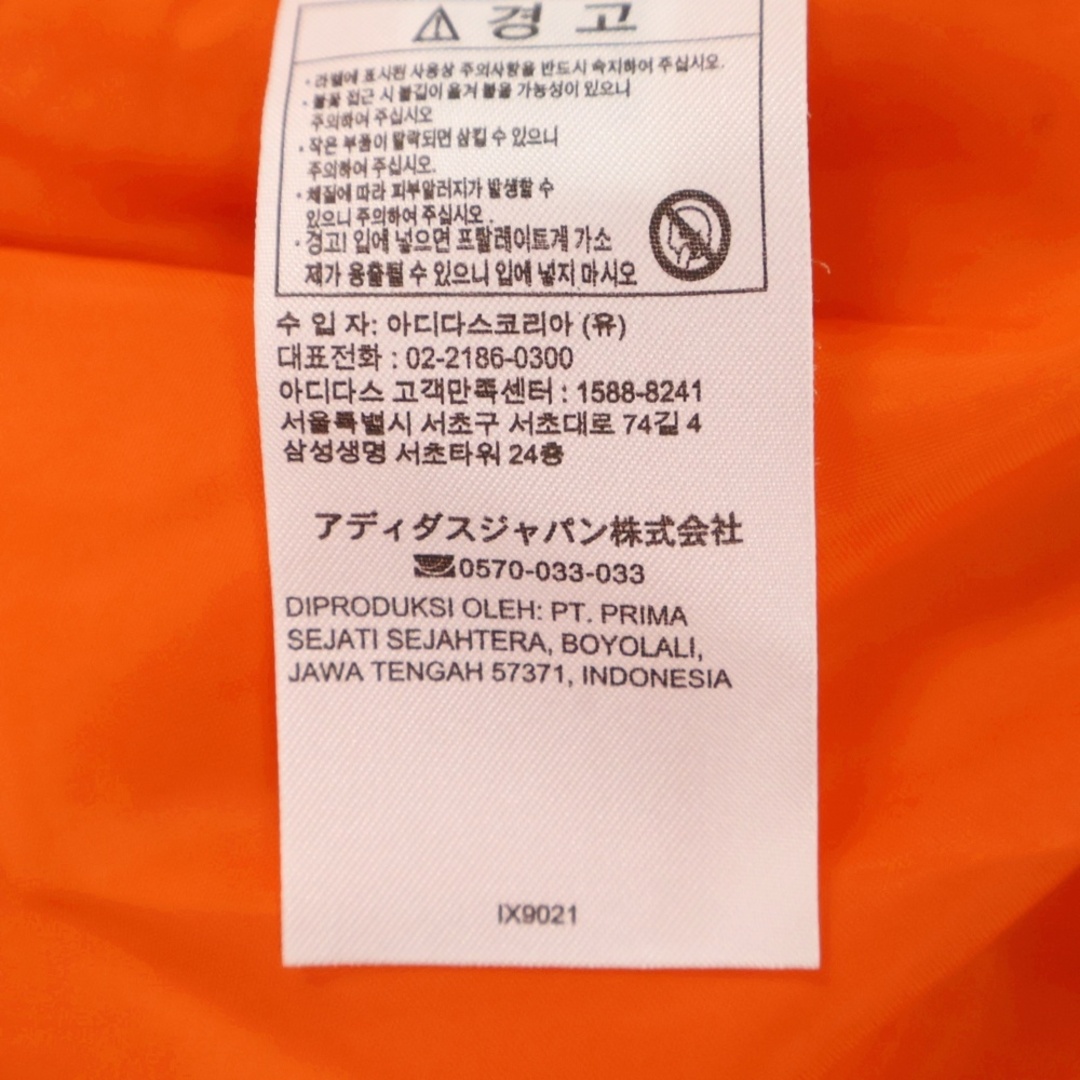 ⚠ 경 고
· 라벨에 표시된 사용상 주의사항을 반드시 숙지하여 주십시오.
· 불꽃 접근 시 불길이 옮겨 붙을 가능성이 있으니
주의하여 주십시오
· 작은 부품이 탈락되면 삼킬 수 있으니
주의하여 주십시오.
· 체질에 따라 피부알러지가 발생할 수
있으니 주의하여 주십시오 .
· 경고! 입에 넣으면 프탈레이트계 가소
제가 용출될 수 있으니 입에 넣지 마시오
수 입 자: 아디다스코리아 (유)
대표전화 : 02-2186-0300
아디다스 고객만족센터 : 1588-8241
서울특별시 서초구 서초대로 74길 4
삼성생명 서초타워 24층
アディダスジャパン株式会社
0570-033-033
DIPRODUKSI OLEH: PT. PRIMA
SEJATI SEJAHTERA, BOYOLALI,
JAWA TENGAH 57371, INDONESIA
IX9021